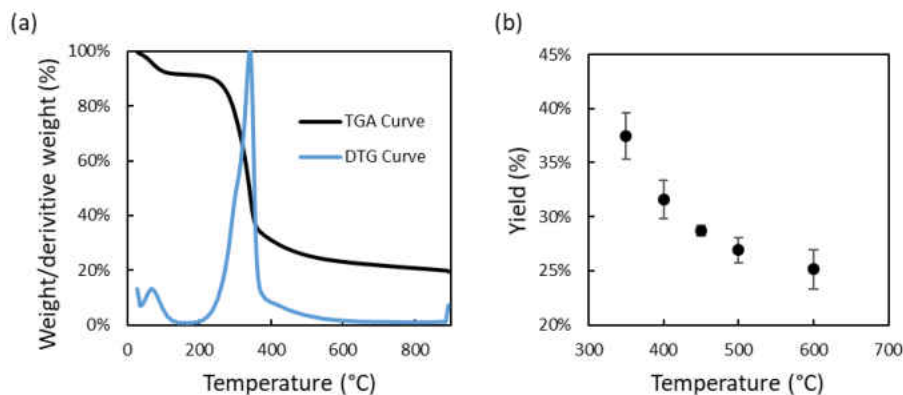 (a)
Weight/derivitive weight (%)
100%
80%
60%
40%
20%
0%
TGA Curve
DTG Curve
0 200 400 600 800
Temperature (°C)
(b)
Yield (%)
45%
40%
35%
30%
25%
20%
300 400 500 600 700
Temperature (°C)